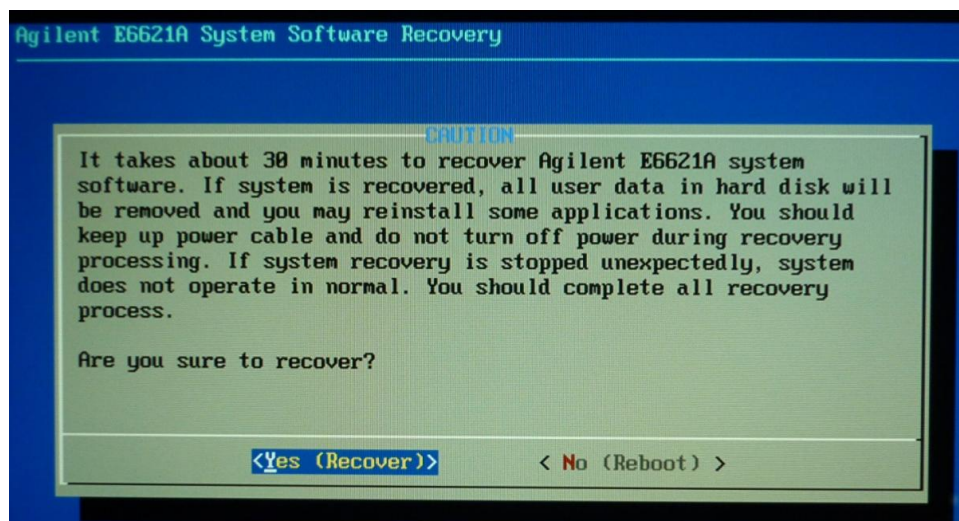 Agilent E6621A System Software Recovery
CAUTION
It takes about 30 minutes to recover Agilent E6621A system
software. If system is recovered, all user data in hard disk will
be removed and you may reinstall some applications. You should
keep up power cable and do not turn off power during recovery
processing. If system recovery is stopped unexpectedly, system
does not operate in normal. You should complete all recovery
process.
Are you sure to recover?
<Yes (Recover)> < No (Reboot) >